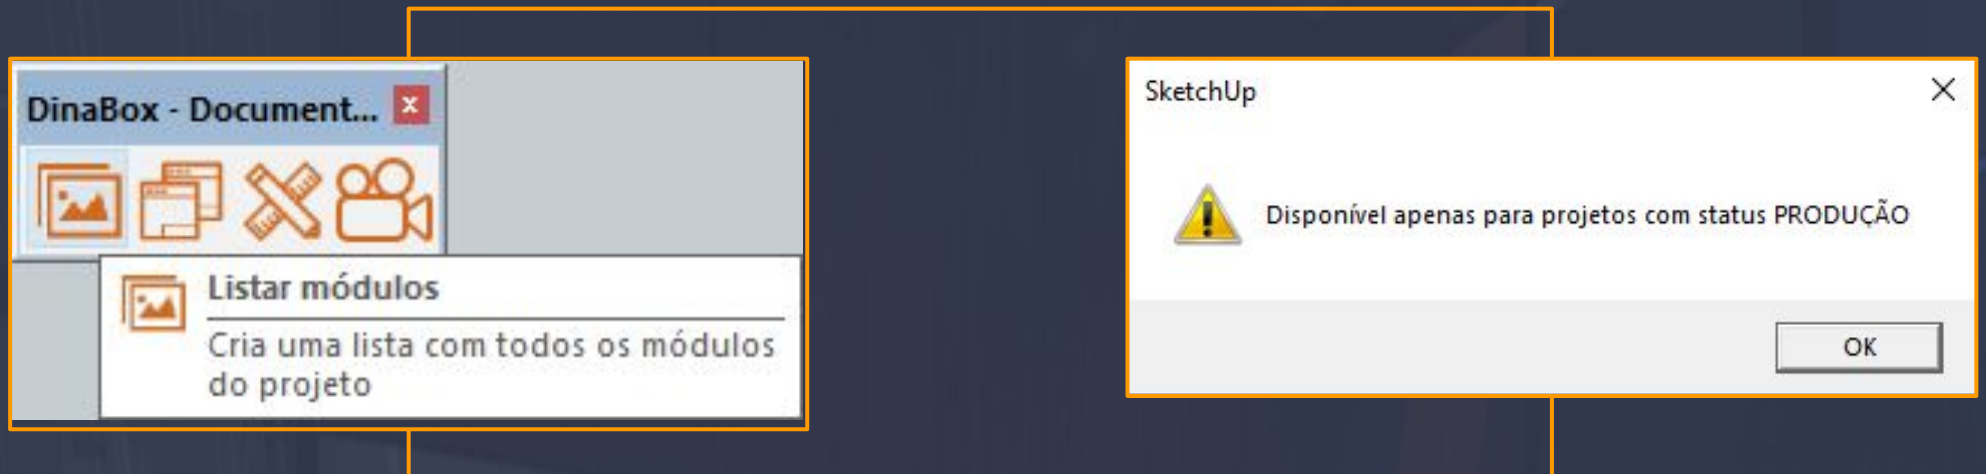 DinaBox - Document...
Listar módulos
Cria uma lista com todos os módulos
do projeto
SketchUp
Disponível apenas para projetos com status PRODUÇÃO
OK